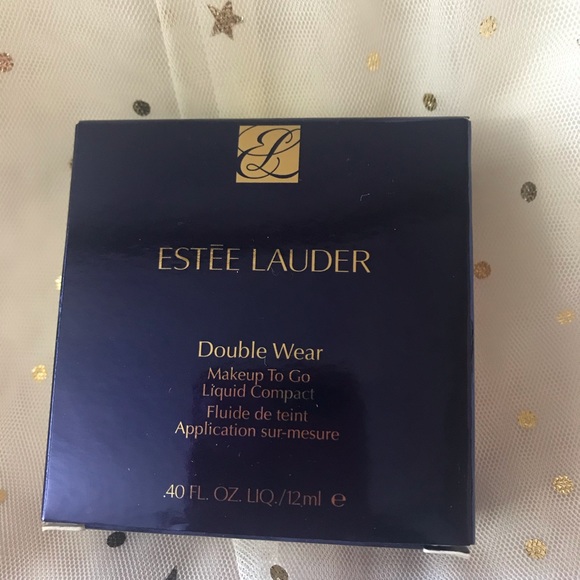 EL
ESTĒE LAUDER
Double Wear
Makeup To Go
Liquid Compact
Fluide de teint
Application sur-mesure
.40 FL. OZ. LIQ./12ml e